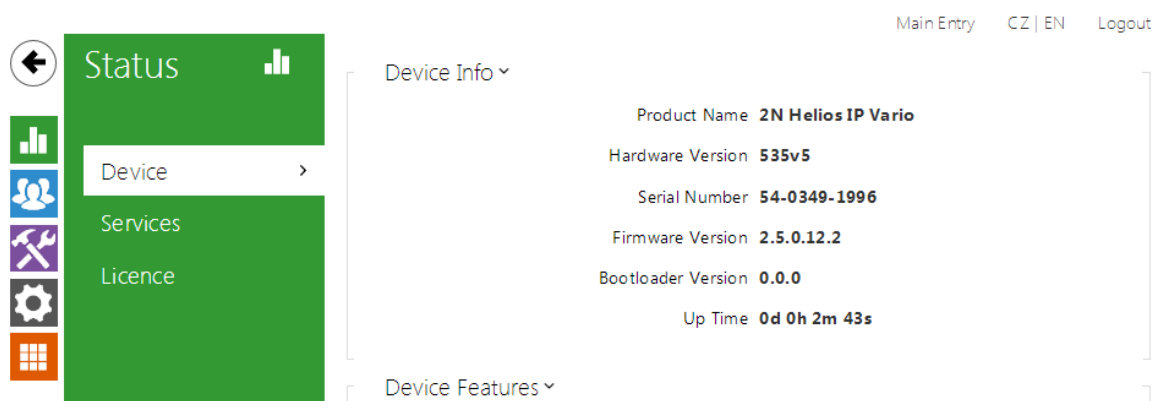 Main Entry CZ | EN Logout
Status
Device
Services
Licence
Device Info
Product Name 2N Helios IP Vario
Hardware Version 535v5
Serial Number 54-0349-1996
Firmware Version 2.5.0.12.2
Bootloader Version 0.0.0
Up Time 0d 0h 2m 43s
Device Features